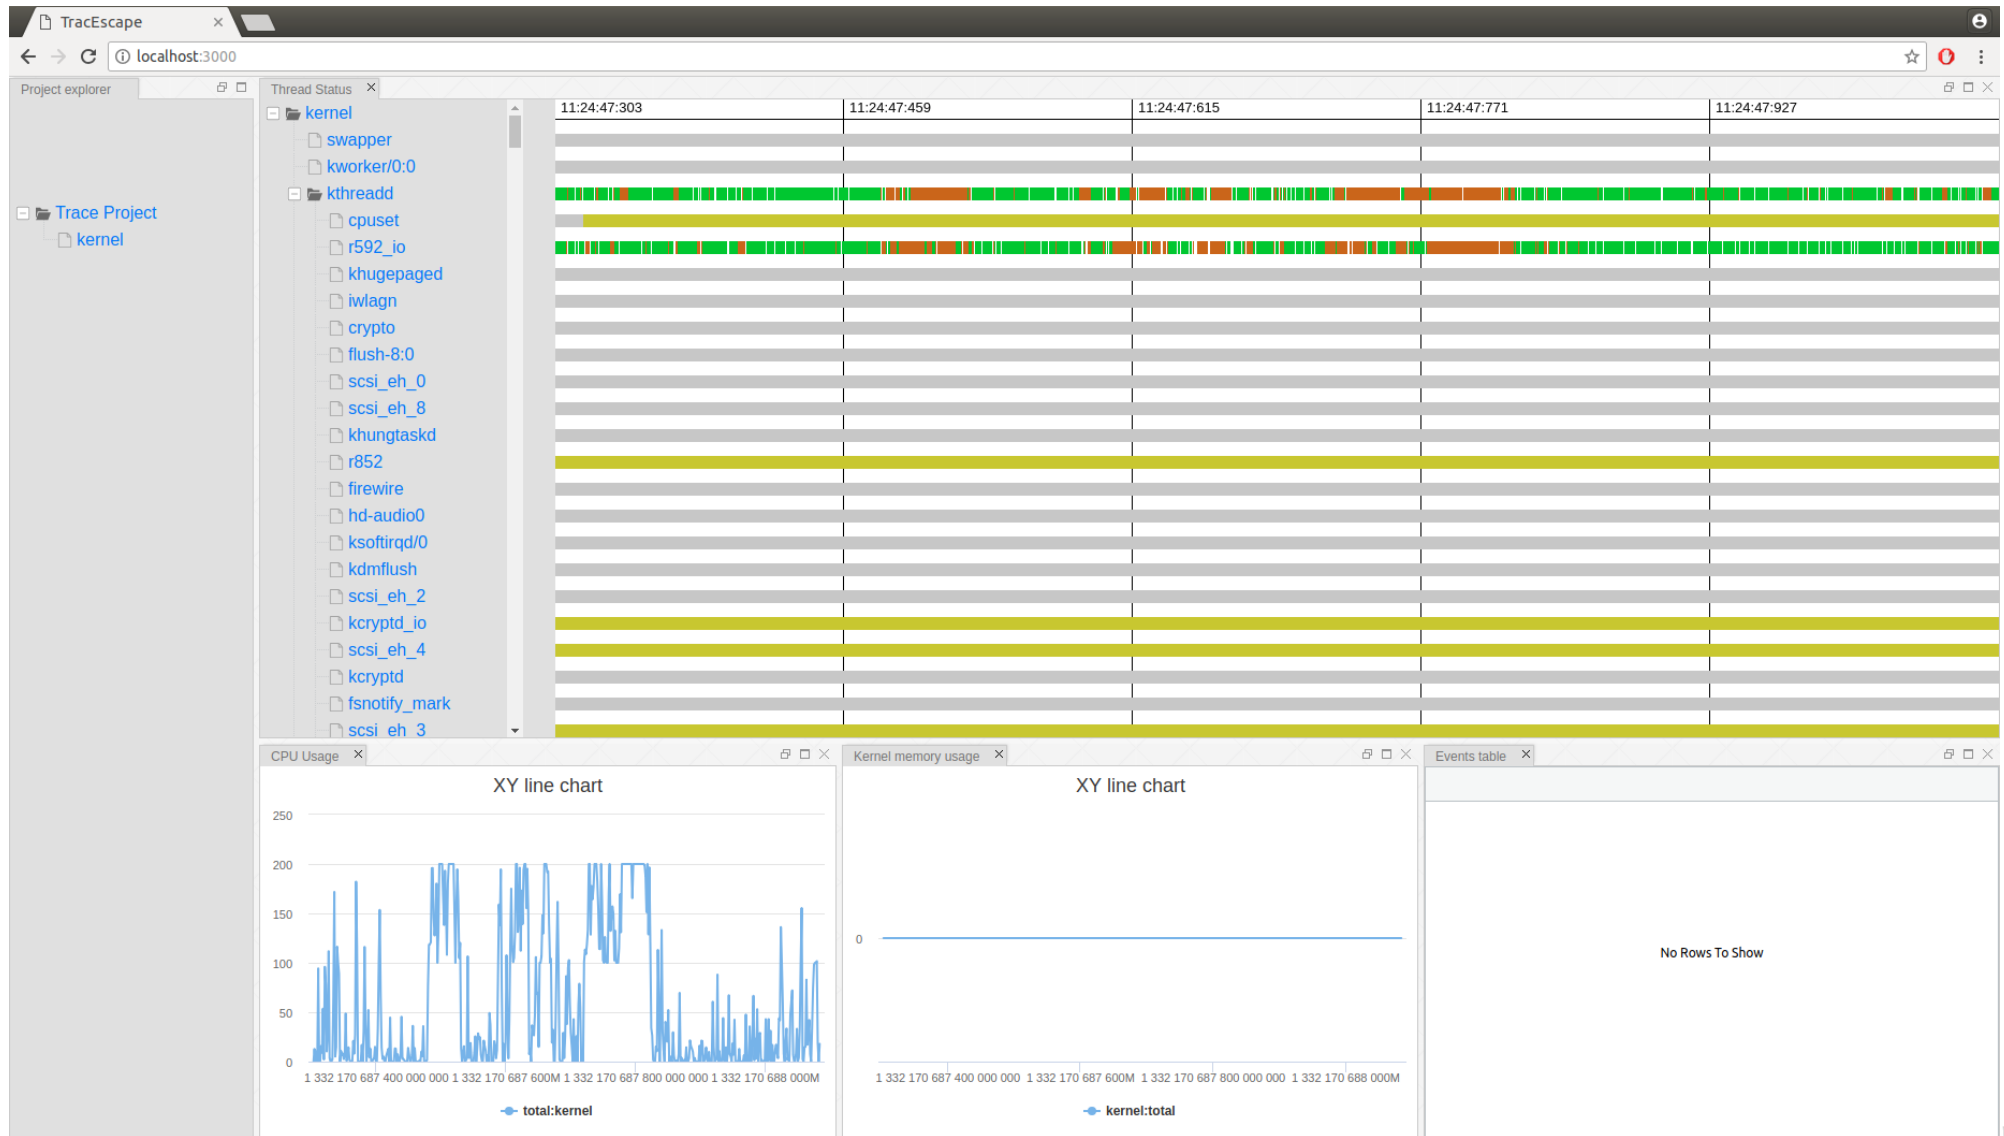 TracEscape
localhost:3000
Project explorer
Trace Project
kernel
Thread Status
kernel
swapper
kworker/0:0
kthreadd
cpuset
r592_io
khugepaged
iwlagn
crypto
flush-8:0
scsi_eh_0
scsi_eh_8
khungtaskd
r852
firewire
hd-audio0
ksoftirqd/0
kdmflush
scsi_eh_2
kcryptd_io
scsi_eh_4
kcryptd
fsnotify_mark
scsi_eh_3
11:24:47:303 11:24:47:459 11:24:47:615 11:24:47:771 11:24:47:927
CPU Usage
XY line chart
250
200
150
100
50
0
1 332 170 687 400 000 000 1 332 170 687 600M 1 332 170 687 800 000 000 1 332 170 688 000M
total:kernel
Kernel memory usage
XY line chart
0
1 332 170 687 400 000 000 1 332 170 687 600M 1 332 170 687 800 000 000 1 332 170 688 000M
kernel:total
Events table
No Rows To Show